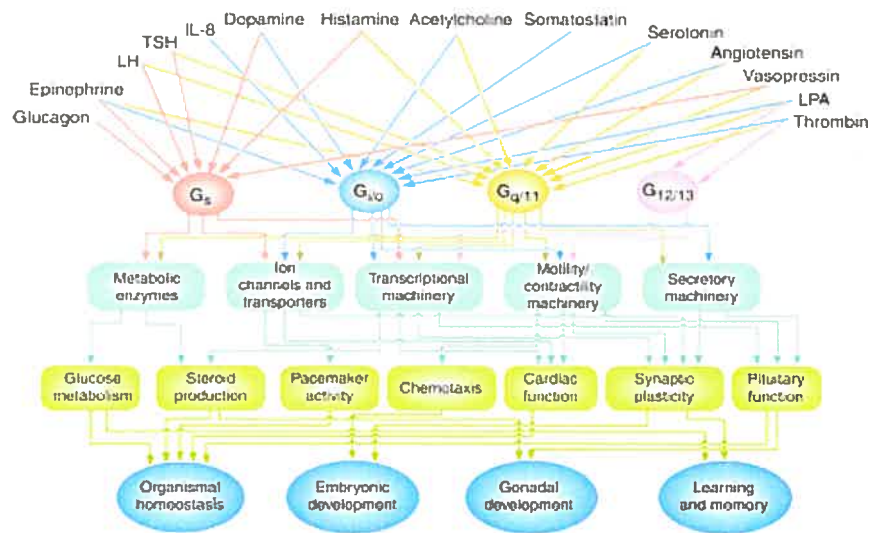 IL-8
Dopamine
Histamine
Acetylcholine
Somatostatin
TSH
Serotonin
LH
Angiotensin
Epinephrine
Vasopressin
Glucagon
LPA
Thrombin
Gs
Gi/o
Gq/11
G12/13
Metabolic
enzymes
Ion
channels and
transporters
Transcriptional
machinery
Motility/
contractility
machinery
Secretory
machinery
Glucose
metabolism
Steroid
production
Pacemaker
activity
Chemotaxis
Cardiac
function
Synaptic
plasticity
Pituitary
function
Organismal
homeostasis
Embryonic
development
Gonadal
development
Learning
and memory